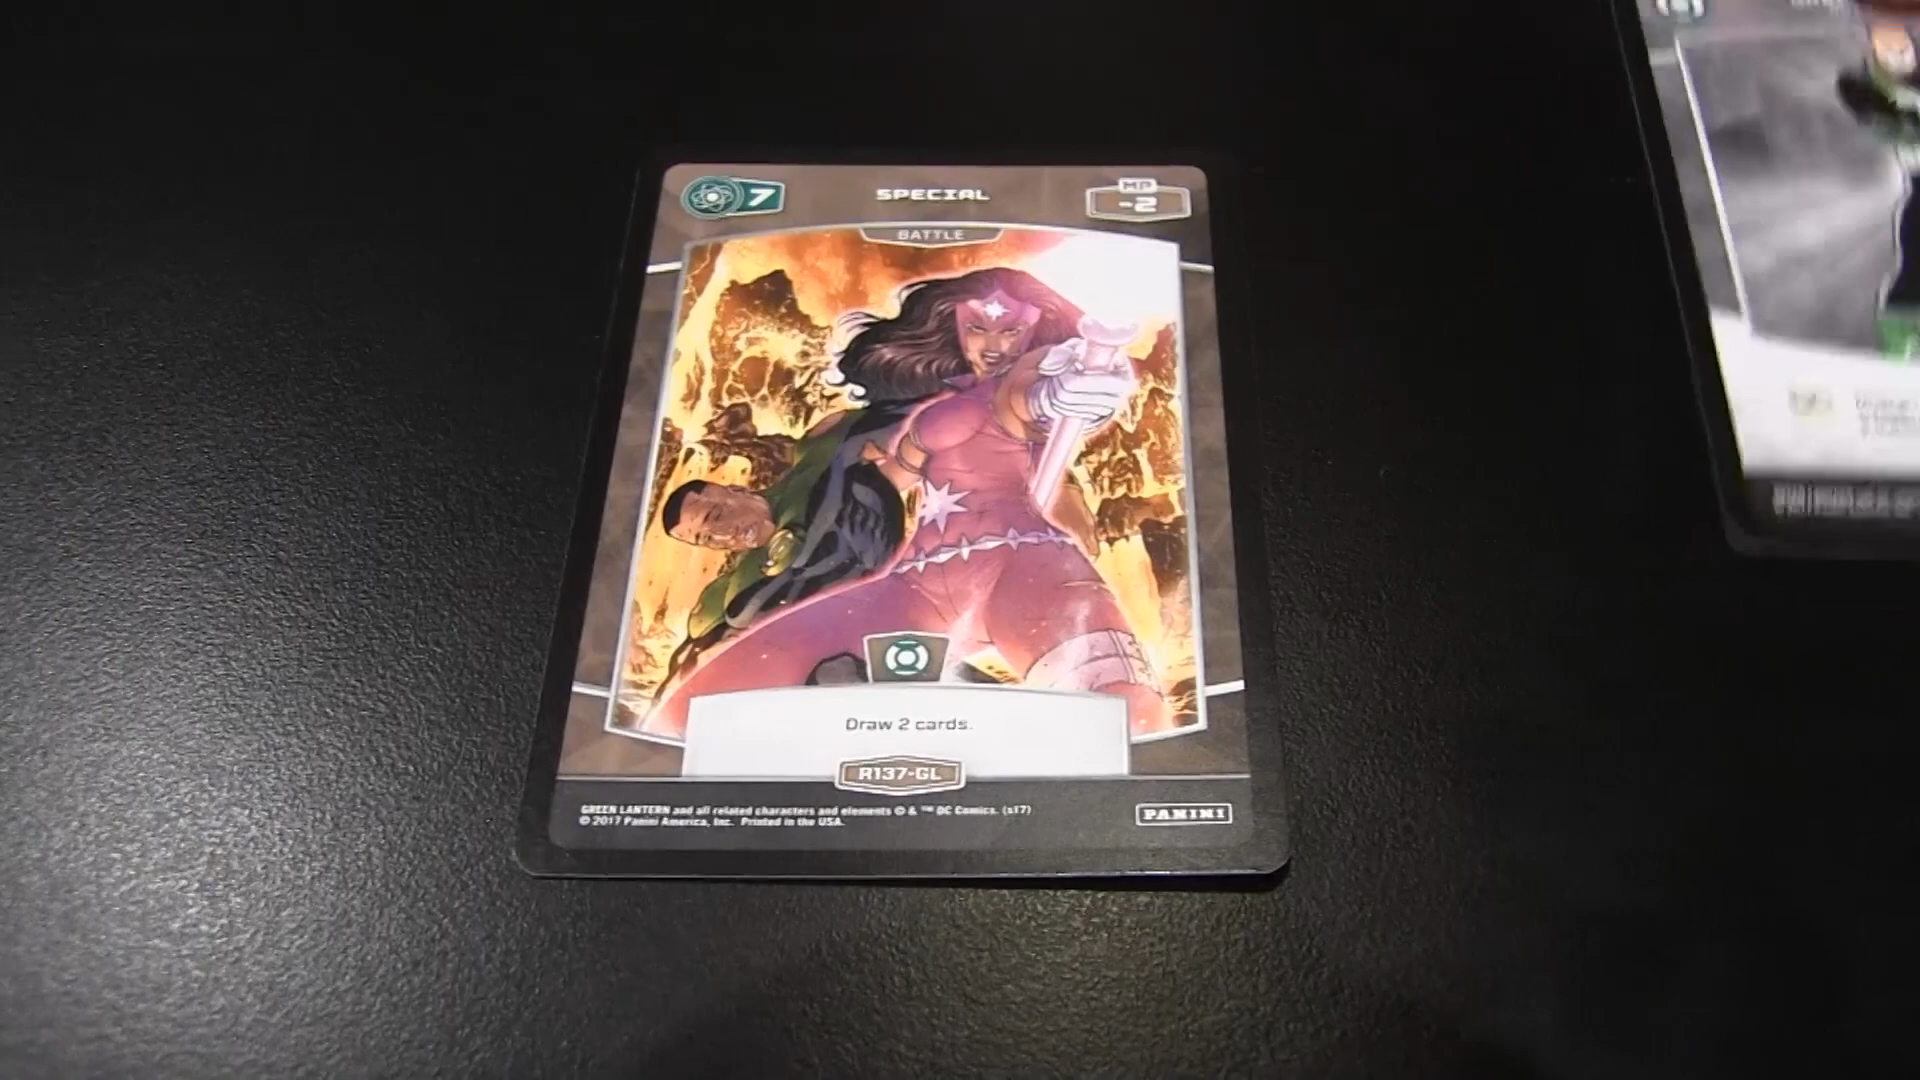 7
SPECIAL
MP
-2
BATTLE
Draw 2 cards.
R137-GL
GREEN LANTERN and all related characters and elements © & ™ DC Comics. (s17)
© 2017 Panini America, Inc. Printed in the USA.
PANINI